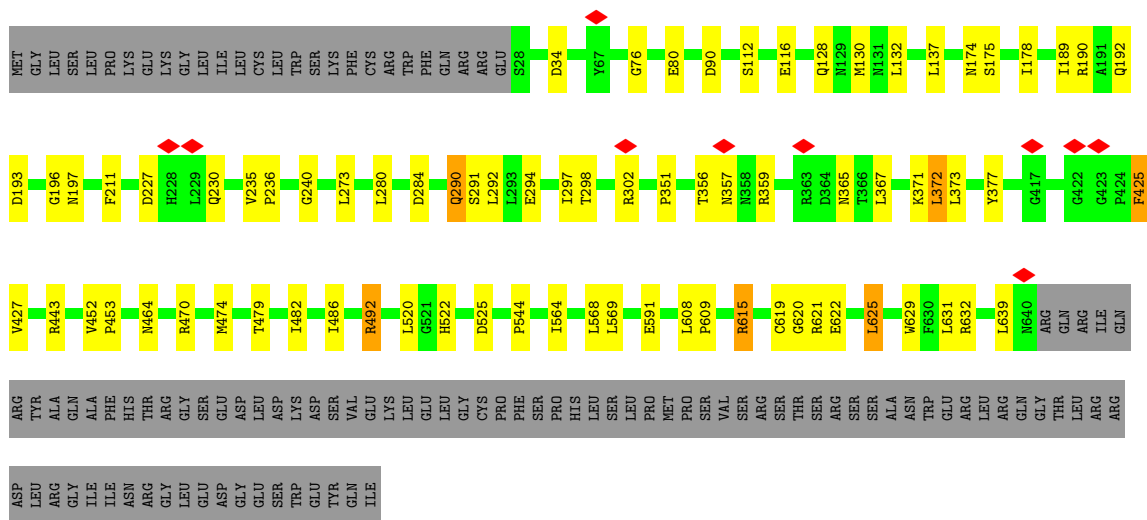 MET GLY LEU SER LEU LEU PRO LYS GLU LYS GLY LEU ILE LEU CYS LEU LEU TRP SER LYS PHE CYS ARG TRP PHE GLN ARG ARG GLU S28 D34 Y67 G76 E80 D90 S112 E116 Q128 N129 M130 N131 L132 L137 N174 S175 I178 I189 R190 A191 Q192
D193 G196 N197 F211 D227 H228 L229 Q230 V235 P236 G240 L273 L280 D284 Q290 S291 L292 L293 E294 I297 T298 R302 P351 T356 N357 N358 R359 R363 D364 N365 T366 L367 K371 L372 L373 Y377 G417 G422 G423 P424 F425
V427 R443 V452 P453 N464 R470 M474 T479 I482 I486 R492 L520 G521 H522 D525 P544 I564 L568 L569 E591 L608 P609 R615 C619 G620 R621 E622 L625 W629 F630 L631 R632 L639 N640 ARG GLN ARG ILE GLN
ARG TYR ALA GLN ALA PHE HIS THR ARG GLY SER GLU ASP LEU ASP LYS ASP SER VAL GLU LYS LEU GLU LEU GLY CYS PRO PHE SER PRO HIS LEU SER LEU PRO MET PRO SER VAL SER ARG SER THR SER ARG SER SER ALA ASN TRP GLU ARG LEU ARG GLN GLY THR LEU ARG ARG
ASP LEU ARG GLY ILE ILE ASN ARG GLY LEU GLU ASP GLY GLU SER TRP GLU TYR GLN ILE